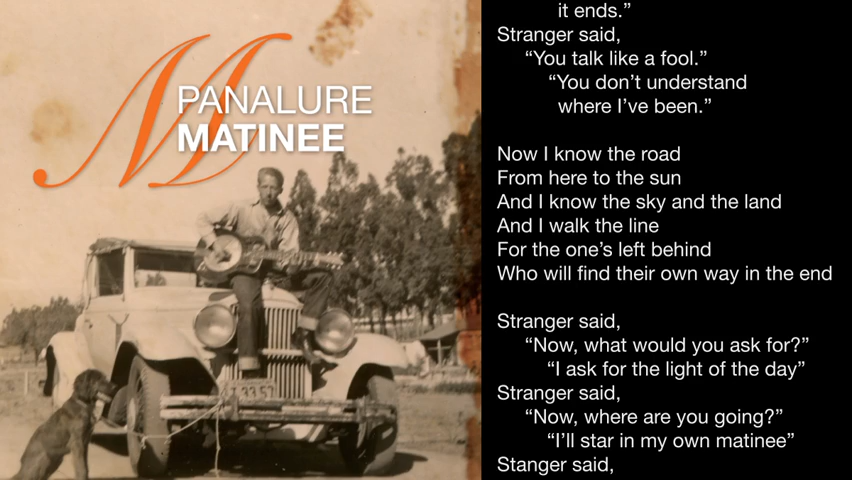 M
PANALURE
MATINEE
it ends.”
Stranger said,
“You talk like a fool.”
“You don’t understand
where I’ve been.”
Now I know the road
From here to the sun
And I know the sky and the land
And I walk the line
For the one’s left behind
Who will find their own way in the end
Stranger said,
“Now, what would you ask for?”
“I ask for the light of the day”
Stranger said,
“Now, where are you going?”
“I’ll star in my own matinee”
Stanger said,